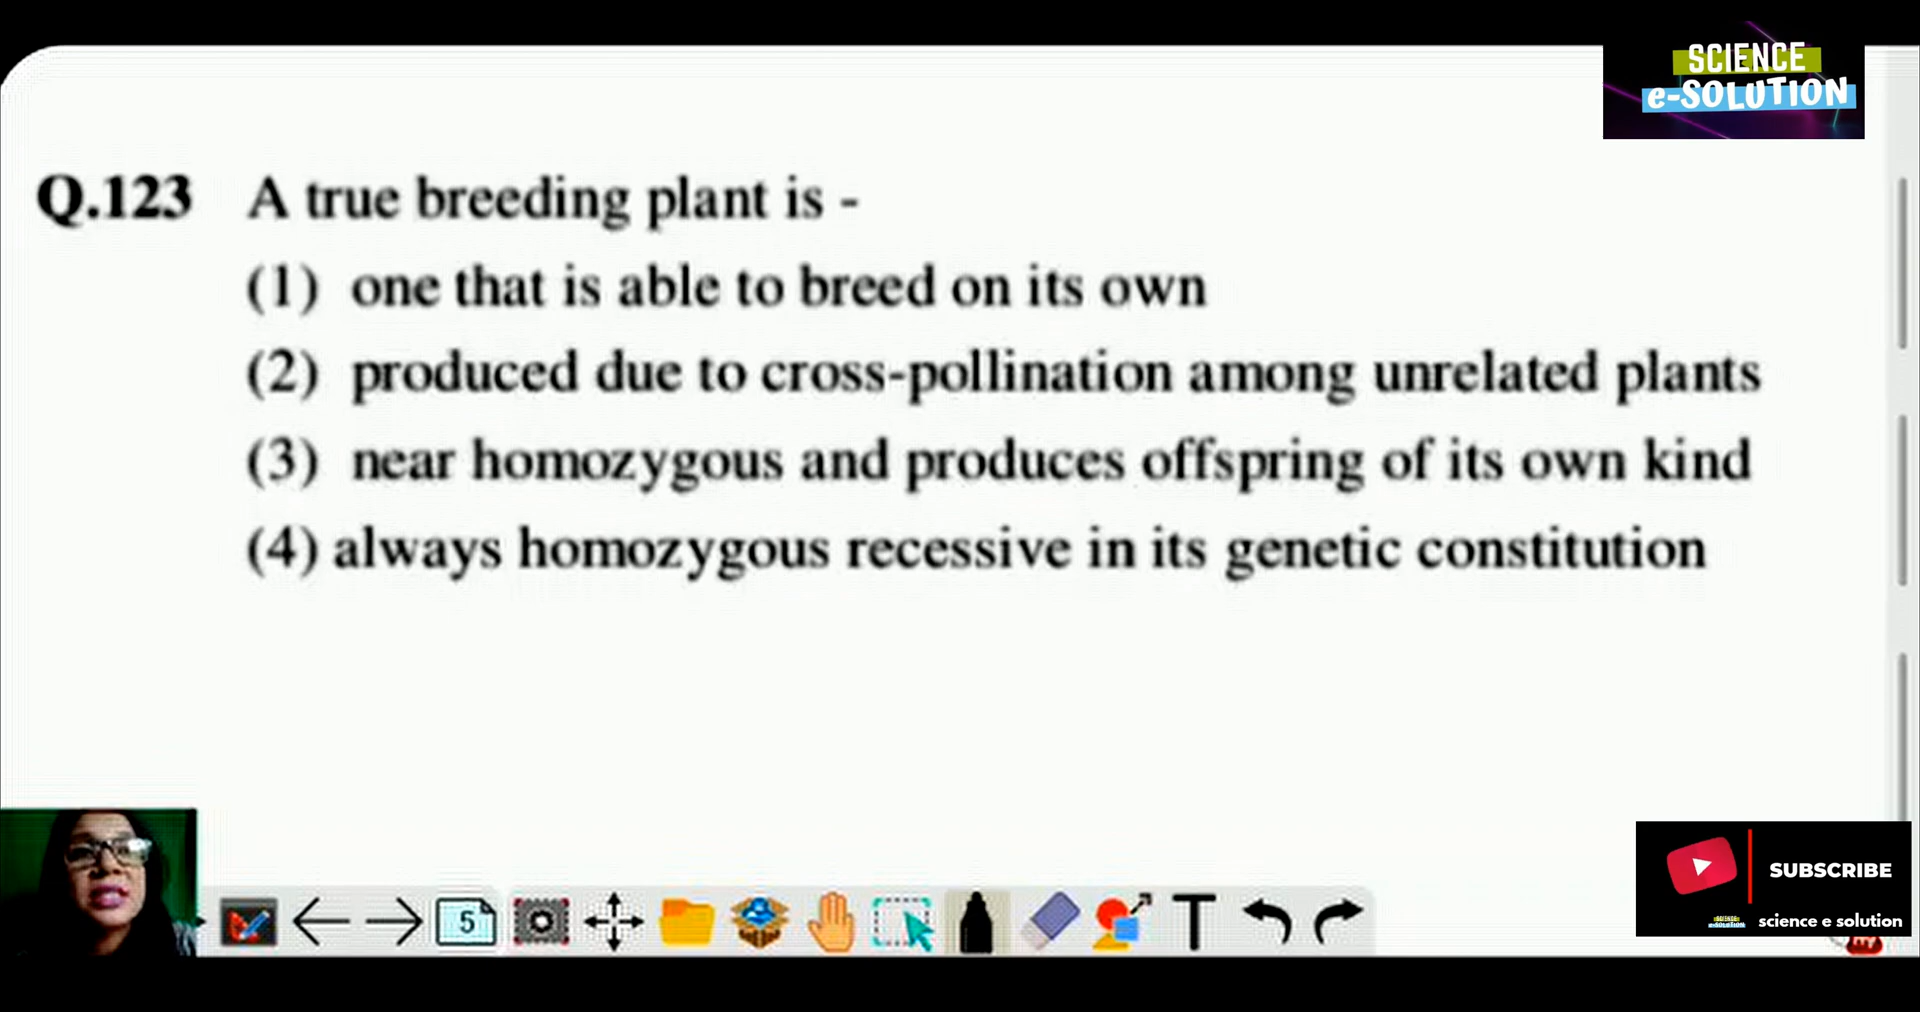 SCIENCE
e-SOLUTION
Q.123 A true breeding plant is -
(1) one that is able to breed on its own
(2) produced due to cross-pollination among unrelated plants
(3) near homozygous and produces offspring of its own kind
(4) always homozygous recessive in its genetic constitution
5
T
SUBSCRIBE
science e solution